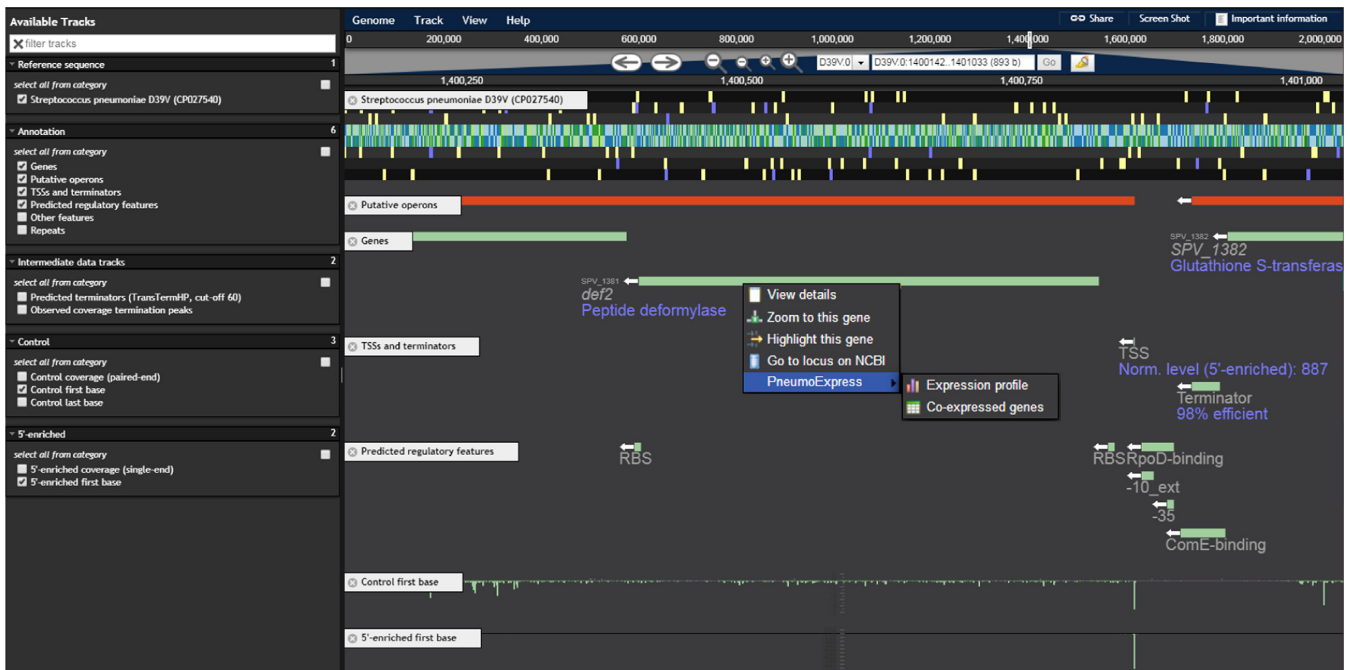 Available Tracks
filter tracks
Reference sequence 1
select all from category
Streptococcus pneumoniae D39V (CP027540)
Annotation 6
select all from category
Genes
Putative operons
TSSs and terminators
Predicted regulatory features
Other features
Repeats
Intermediate data tracks 2
select all from category
Predicted terminators (TransTermHP, cut-off 60)
Observed coverage termination peaks
Control 3
select all from category
Control coverage (paired-end)
Control first base
Control last base
5'-enriched 2
select all from category
5'-enriched coverage (single-end)
5'-enriched first base
Genome Track View Help Share Screen Shot Important information
0 200,000 400,000 600,000 800,000 1,000,000 1,200,000 1,400,000 1,600,000 1,800,000 2,000,000
D39V:0 D39V:0:1400142..1401033 (893 b) Go
1,400,250 1,400,500 1,400,750 1,401,000
Streptococcus pneumoniae D39V (CP027540)
Putative operons
Genes
SPV_1382
SPV_1382
Glutathione S-transferas
SPV_1381
def2
Peptide deformylase
View details
Zoom to this gene
Highlight this gene
Go to locus on NCBI
PneumoExpress
Expression profile
Co-expressed genes
TSSs and terminators
TSS
Norm. level (5'-enriched): 887
Terminator
98% efficient
Predicted regulatory features
RBS RBS RpoD-binding
-10_ext
-35
ComE-binding
Control first base
5'-enriched first base